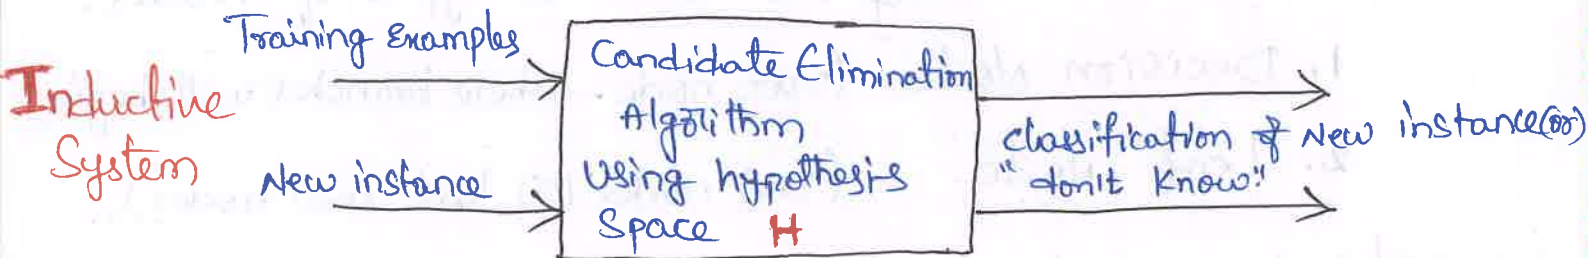 Inductive
System
Training Examples
New instance
Candidate Elimination
Algorithm
Using hypothesis
Space H
classification of New instance(or)
"don't Know"